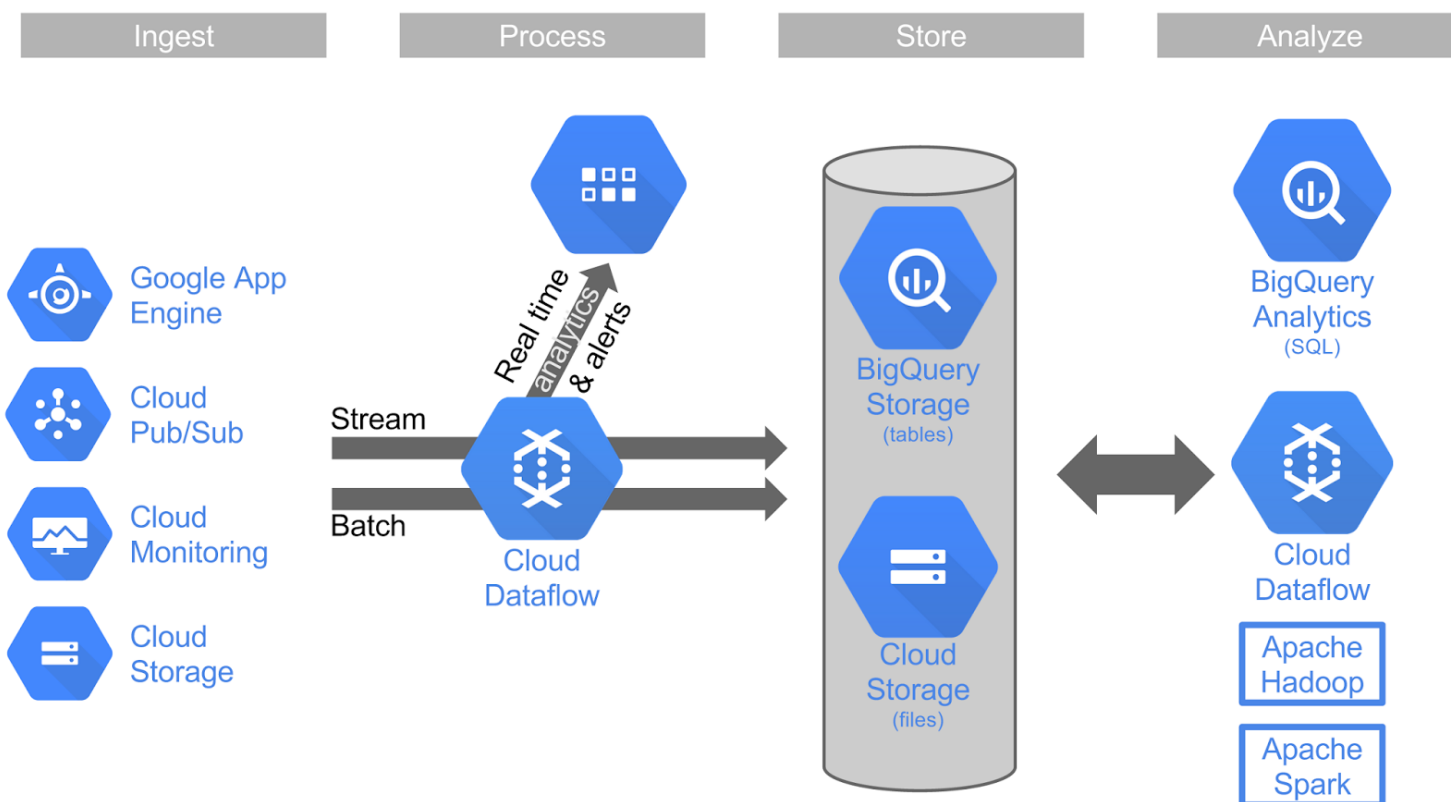 Ingest
Process
Store
Analyze
Google App
Engine
Cloud
Pub/Sub
Cloud
Monitoring
Cloud
Storage
Stream
Batch
Real time
analytics
& alerts
Cloud
Dataflow
BigQuery
Storage
(tables)
Cloud
Storage
(files)
BigQuery
Analytics
(SQL)
Cloud
Dataflow
Apache
Hadoop
Apache
Spark